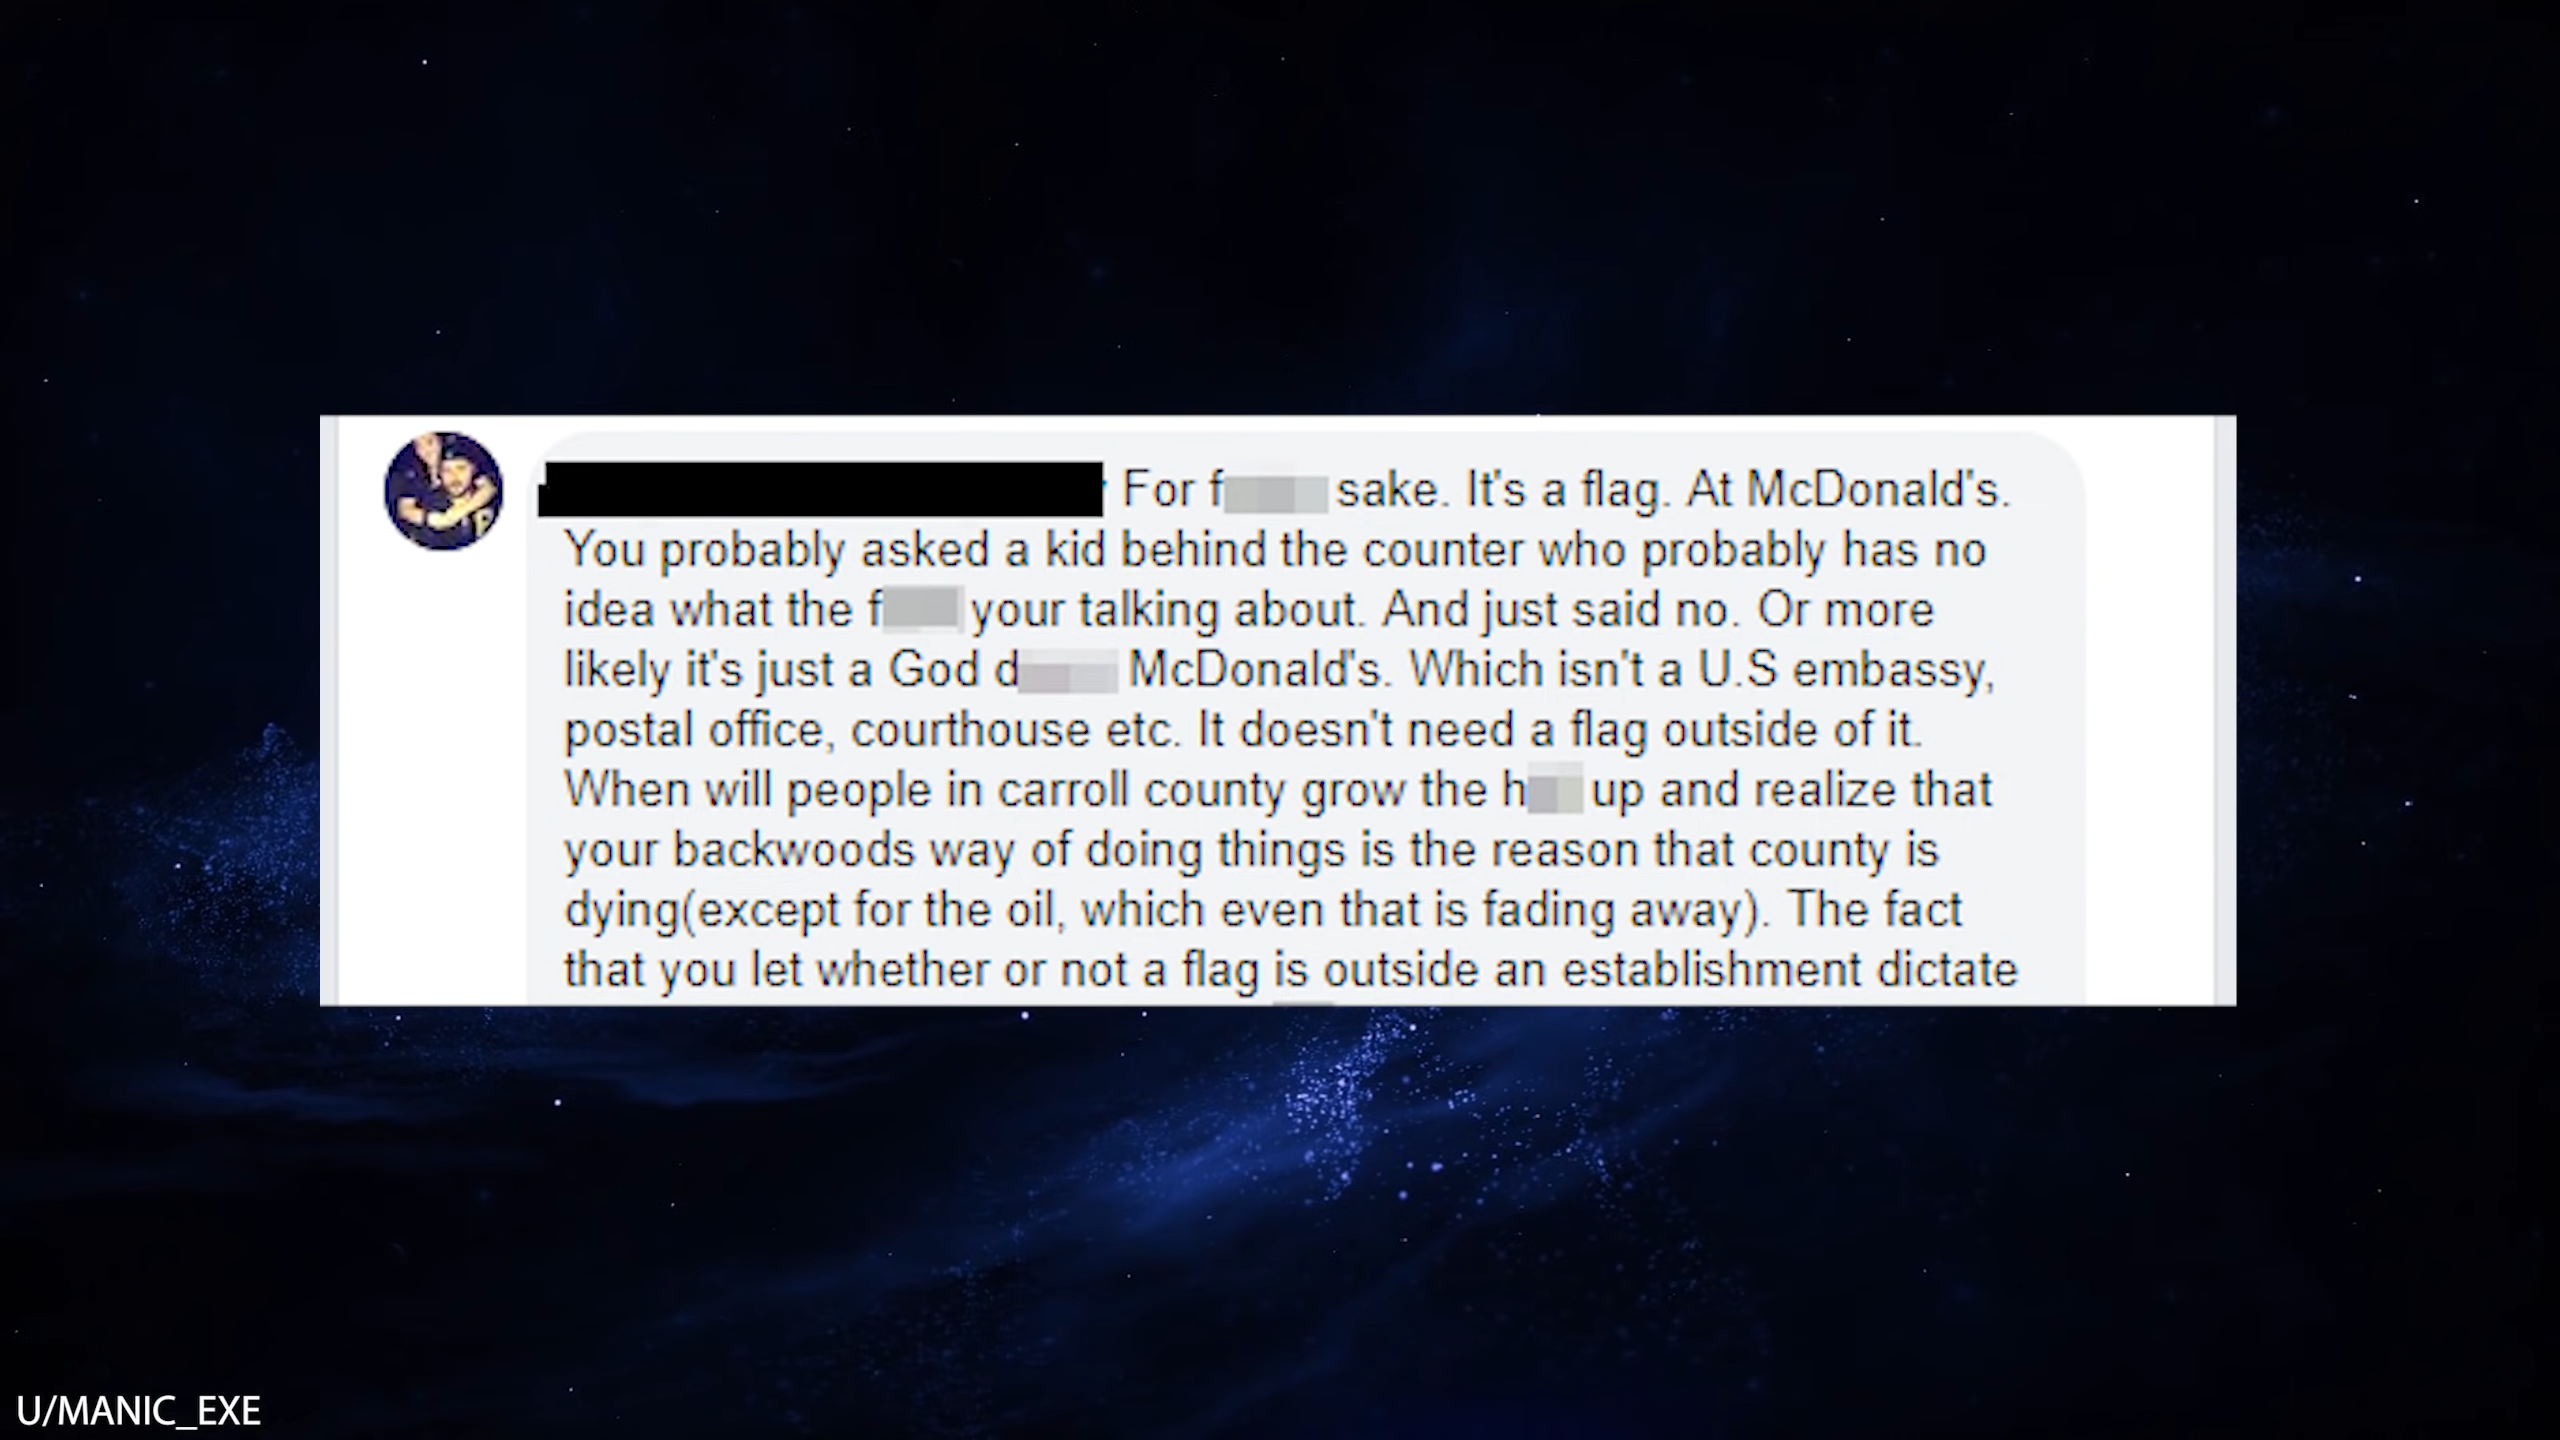 For f sake. It's a flag. At McDonald's.
You probably asked a kid behind the counter who probably has no
idea what the f your talking about. And just said no. Or more
likely it's just a God d McDonald's. Which isn't a U.S embassy,
postal office, courthouse etc. It doesn't need a flag outside of it.
When will people in carroll county grow the h up and realize that
your backwoods way of doing things is the reason that county is
dying(except for the oil, which even that is fading away). The fact
that you let whether or not a flag is outside an establishment dictate
U/MANIC_EXE